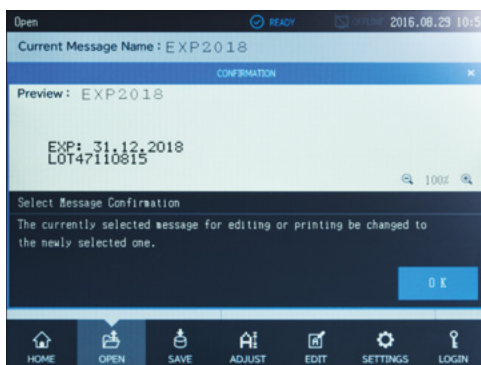 Open READY OFFLINE 2016.08.29 10:5
Current Message Name : EXP2018
CONFIRMATION
Preview : EXP2018
EXP: 31.12.2018
LOT47110815
100%
Select Message Confirmation
The currently selected message for editing or printing be changed to
the newly selected one.
OK
HOME OPEN SAVE ADJUST EDIT SETTINGS LOGIN